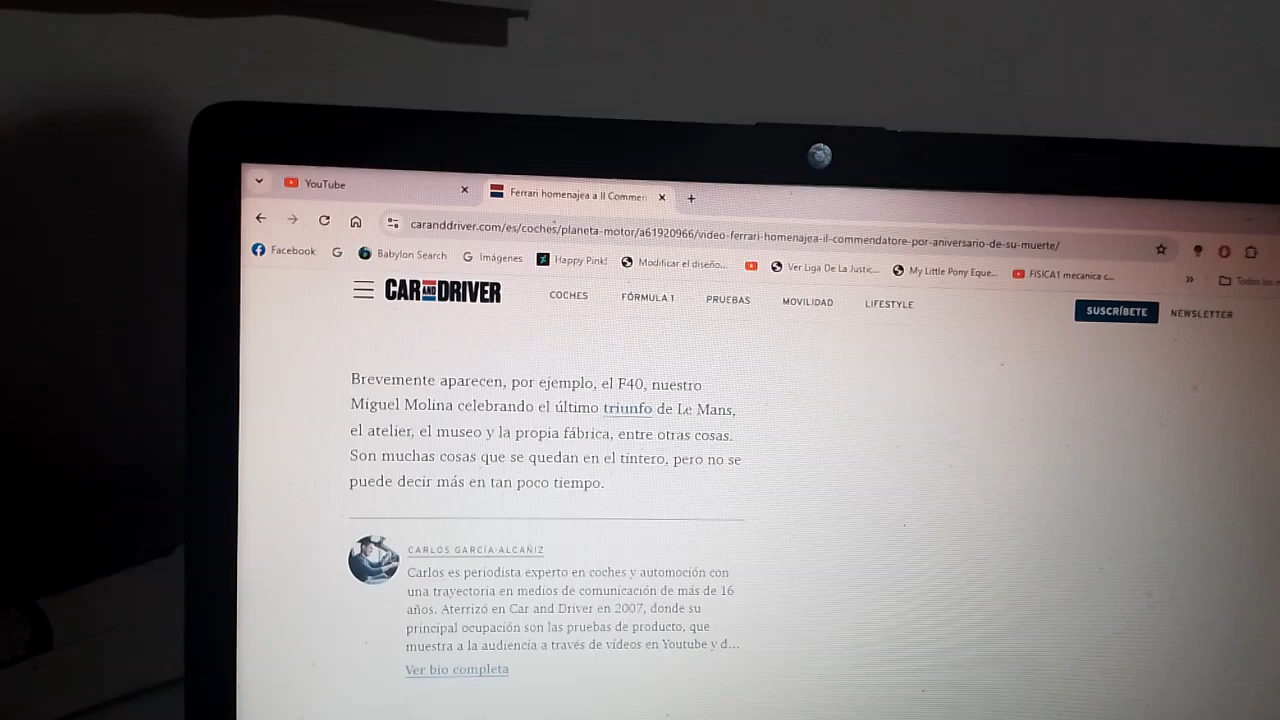 YouTube
Ferrari homenajea a Il Commen
caranddriver.com/es/coches/planeta-motor/a61920966/video-ferrari-homenajea-il-commendatore-por-aniversario-de-su-muerte/
Facebook
Babylon Search
Imágenes
Happy Pink!
Modificar el diseño...
Ver Liga De La Justic...
My Little Pony Eque...
FISICA1 mecanica c...
»
Todos los
CAR AND DRIVER
COCHES
FÓRMULA 1
PRUEBAS
MOVILIDAD
LIFESTYLE
SUSCRÍBETE
NEWSLETTER
Brevemente aparecen, por ejemplo, el F40, nuestro
Miguel Molina celebrando el último triunfo de Le Mans,
el atelier, el museo y la propia fábrica, entre otras cosas.
Son muchas cosas que se quedan en el tintero, pero no se
puede decir más en tan poco tiempo.
CARLOS GARCÍA-ALCAÑIZ
Carlos es periodista experto en coches y automoción con
una trayectoria en medios de comunicación de más de 16
años. Aterrizó en Car and Driver en 2007, donde su
principal ocupación son las pruebas de producto, que
muestra a la audiencia a través de vídeos en Youtube y d...
Ver bio completa